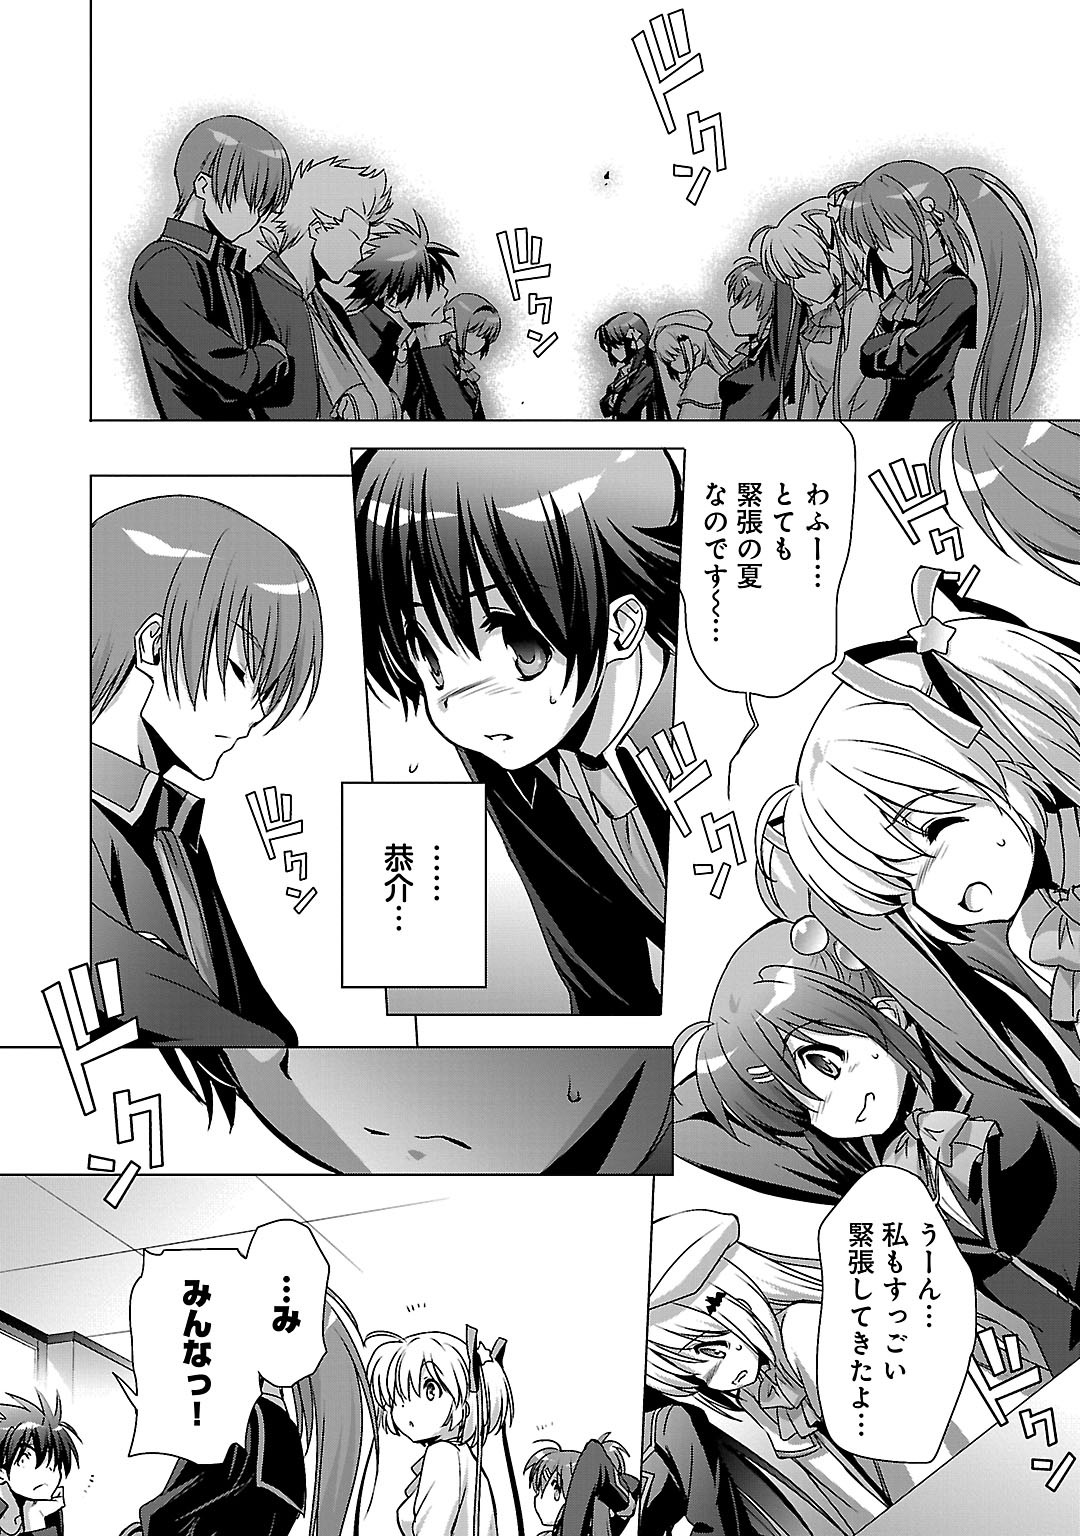 ドクン
ドクン
ドクン
わふー…
とても
緊張の夏
なのです〜…
ドクン
……
恭介…
ドクン
ドクン
うーん…
私もすっごい
緊張してきたよ…
ドクン
…み
みんなっ!